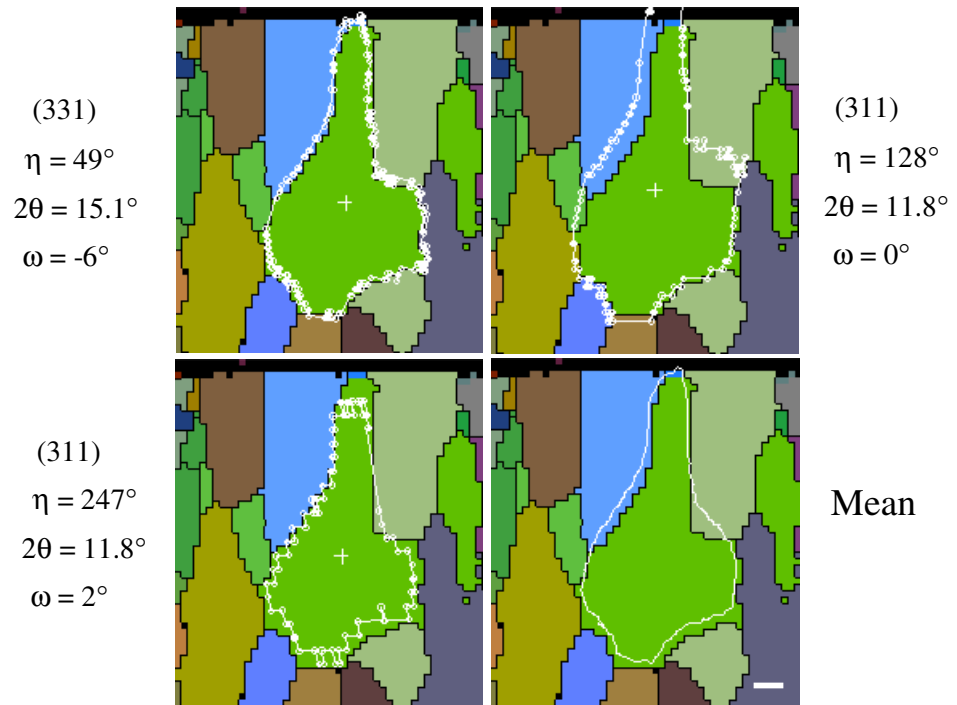 (331)
η = 49°
2θ = 15.1°
ω = -6°
(311)
η = 128°
2θ = 11.8°
ω = 0°
(311)
η = 247°
2θ = 11.8°
ω = 2°
Mean